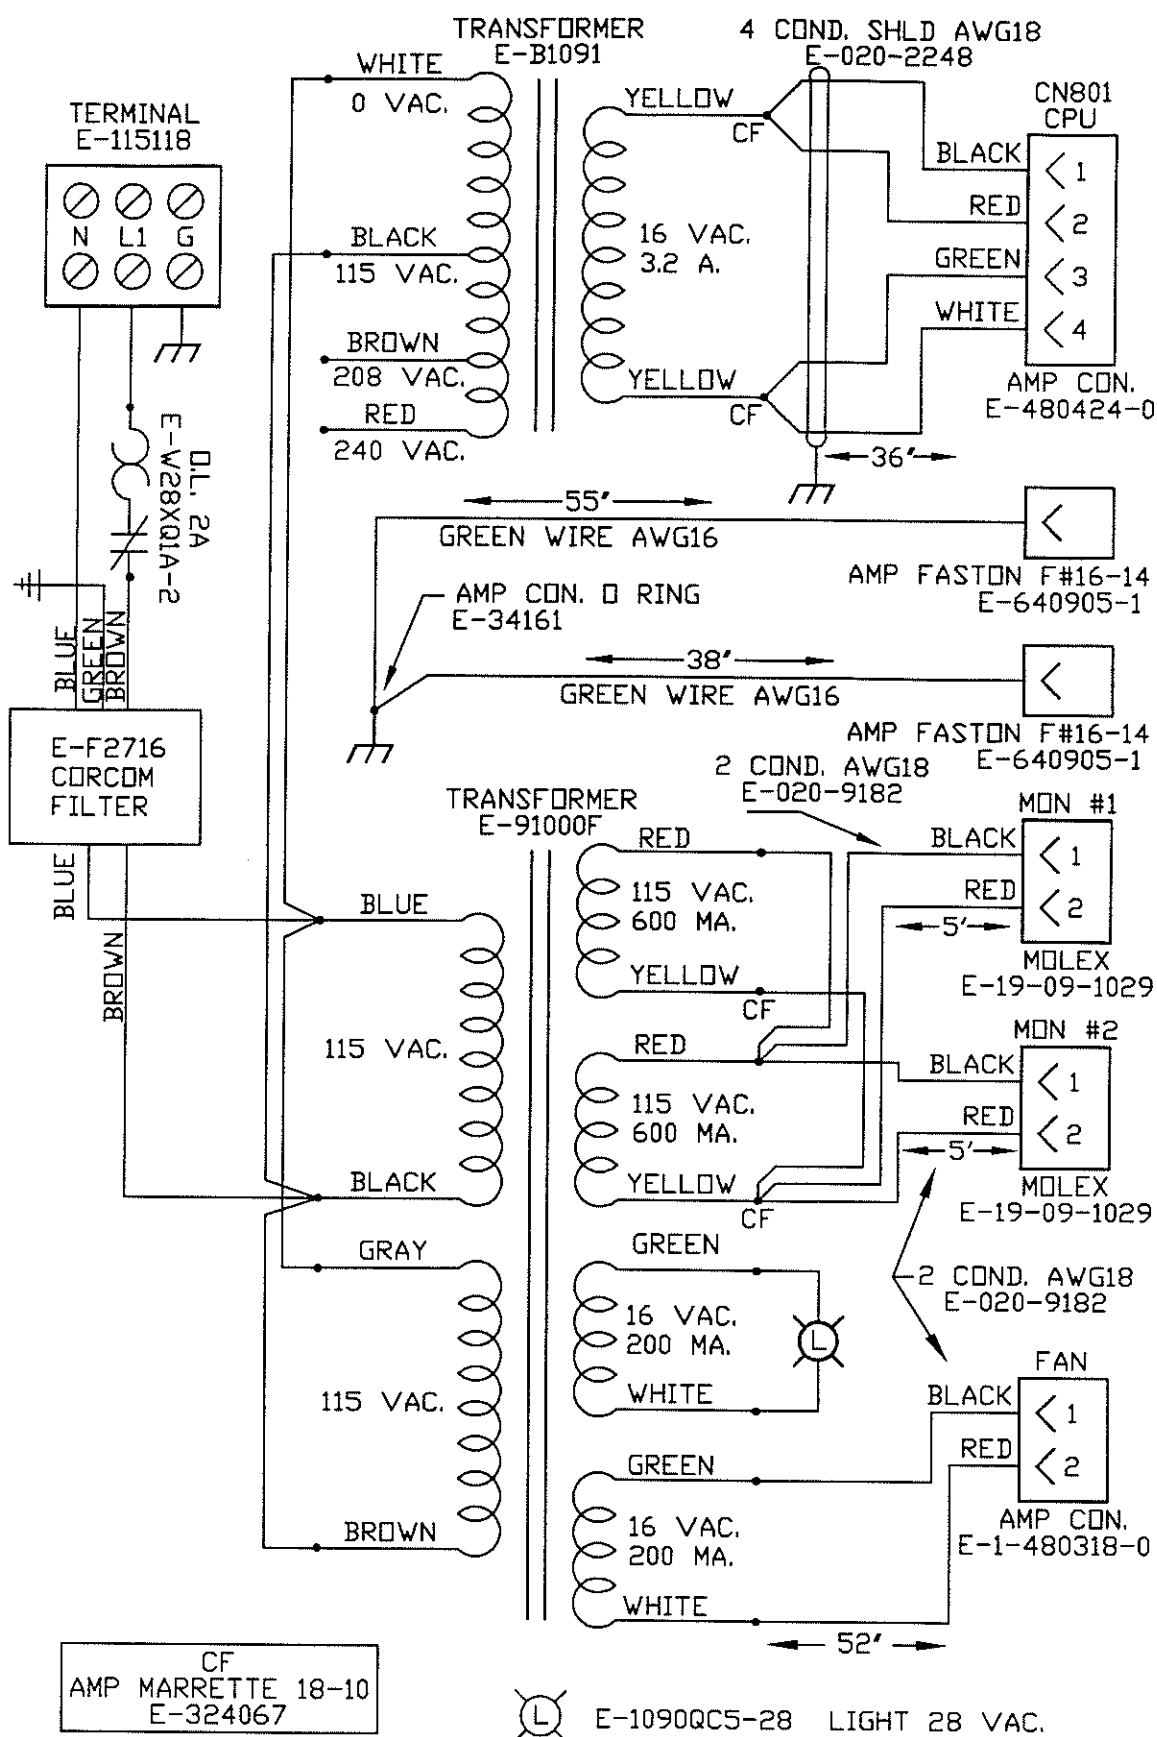 TRANSFORMER
E-B1091
4 COND. SHLD AWG18
E-020-2248
WHITE
0 VAC.
YELLOW
CF
CN801
CPU
TERMINAL
E-115118
N L1 G
BLACK
1
RED
2
BLACK
115 VAC.
16 VAC.
3.2 A.
GREEN
3
WHITE
4
BROWN
208 VAC.
YELLOW
CF
RED
240 VAC.
AMP CON.
E-480424-0
36"
O.L. 2A
E-W28XQ1A-2
55"
GREEN WIRE AWG16
AMP FASTON F#16-14
E-640905-1
AMP CON. O RING
E-34161
38"
GREEN WIRE AWG16
AMP FASTON F#16-14
E-640905-1
BLUE
GREEN
BROWN
E-F2716
CORCOM
FILTER
2 COND. AWG18
E-020-9182
TRANSFORMER
E-91000F
MON #1
RED
BLACK
1
115 VAC.
600 MA.
RED
2
5'
BLUE
BLUE
YELLOW
CF
MOLEX
E-19-09-1029
BROWN
MON #2
115 VAC.
RED
BLACK
1
115 VAC.
600 MA.
RED
2
5'
BLACK
YELLOW
CF
MOLEX
E-19-09-1029
GRAY
GREEN
2 COND. AWG18
E-020-9182
16 VAC.
200 MA.
L
FAN
115 VAC.
WHITE
BLACK
1
GREEN
RED
2
BROWN
16 VAC.
200 MA.
AMP CON.
E-1-480318-0
WHITE
52"
CF
AMP MARRETTE 18-10
E-324067
L E-1090QC5-28 LIGHT 28 VAC.